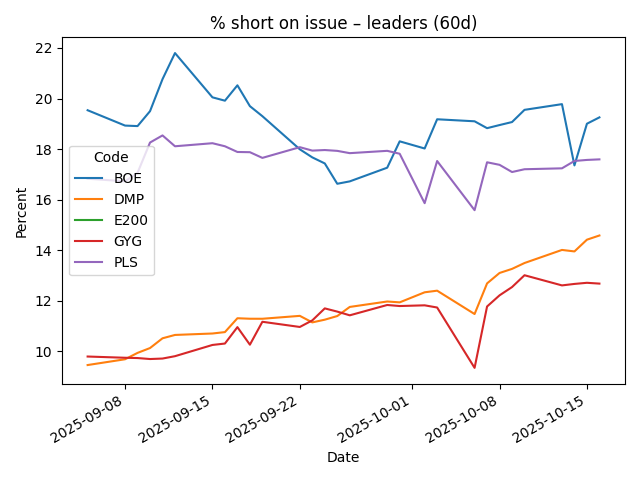 % short on issue – leaders (60d)
22
20
18
16
14
12
10
Percent
Code
BOE
DMP
E200
GYG
PLS
2025-09-08
2025-09-15
2025-09-22
2025-10-01
2025-10-08
2025-10-15
Date